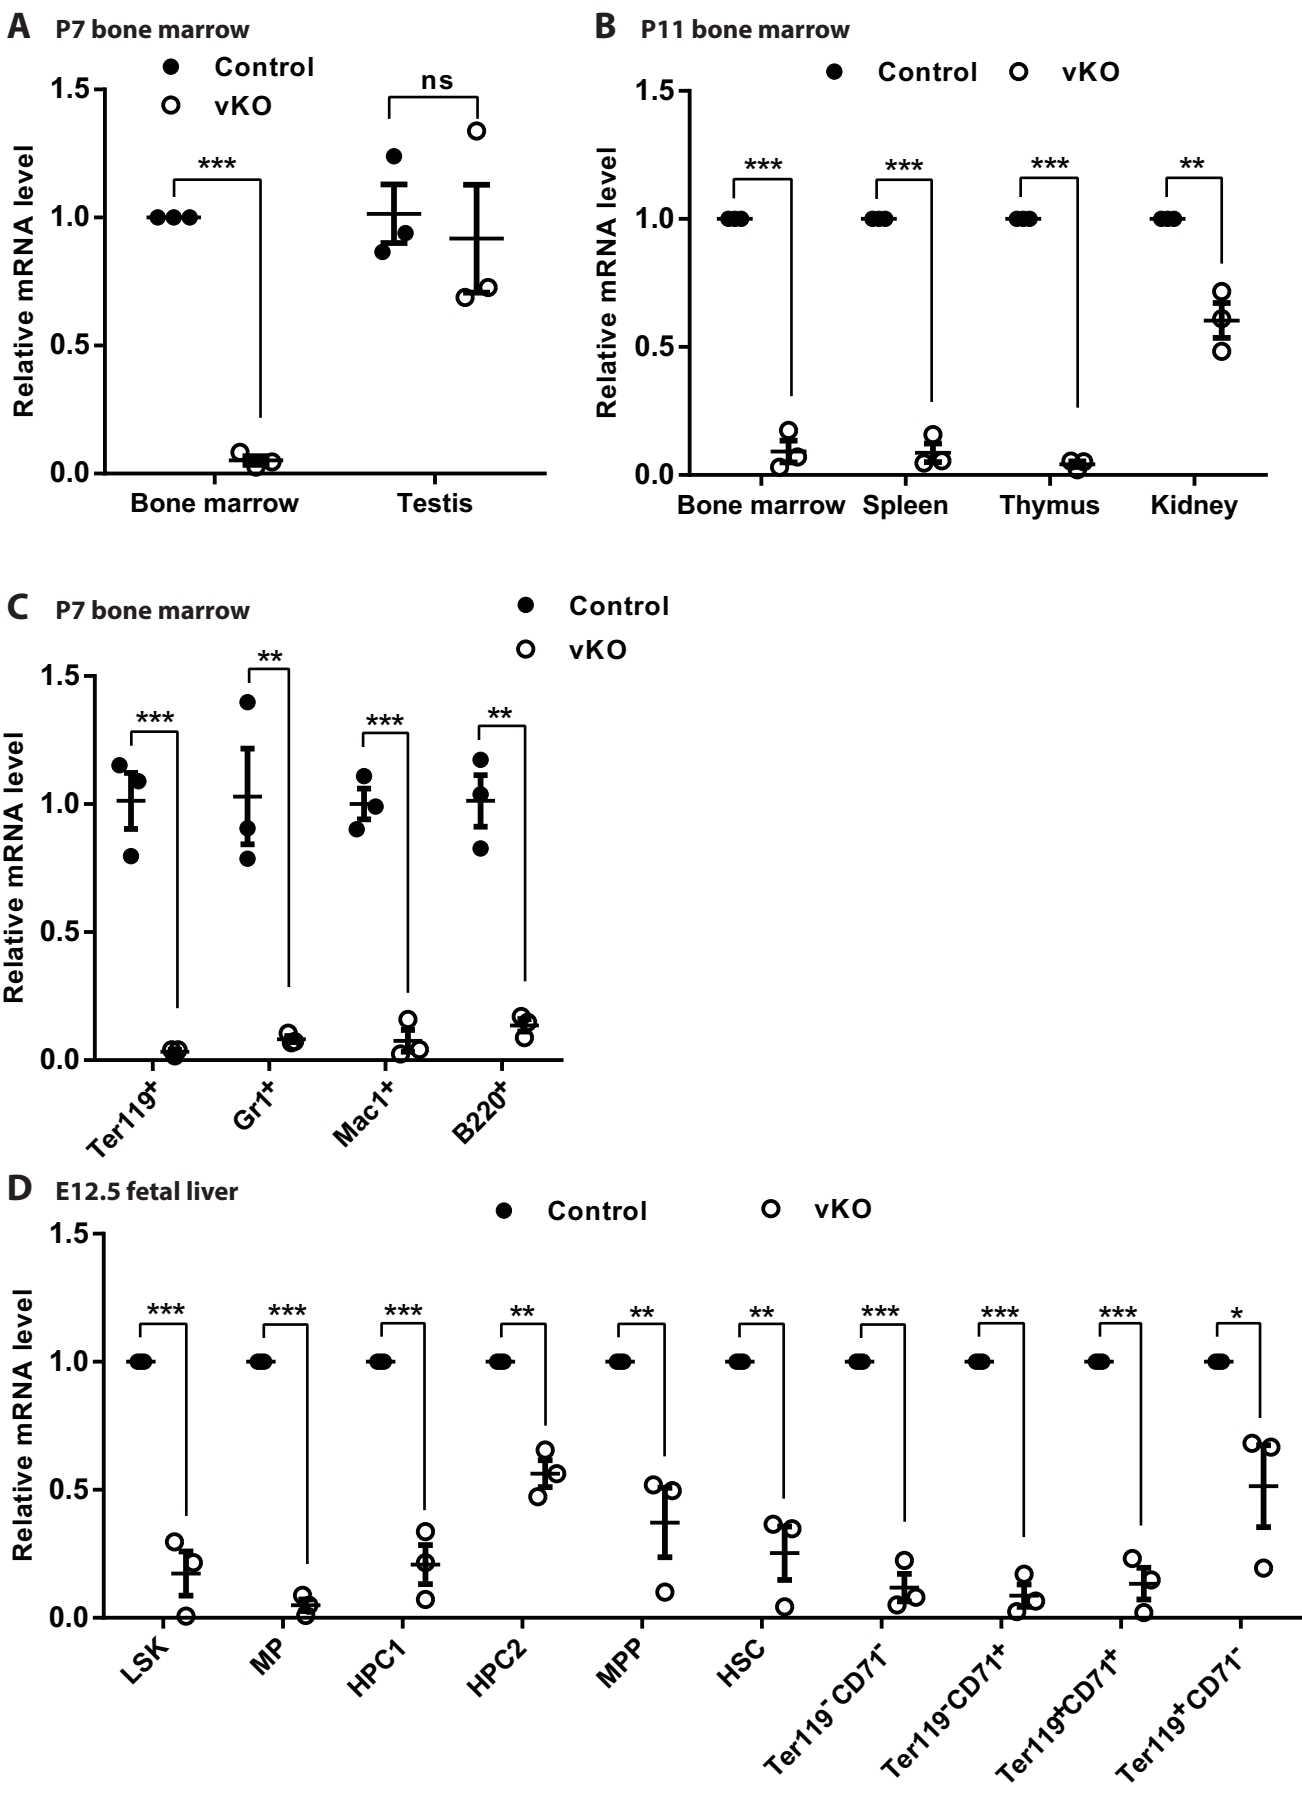 A P7 bone marrow
Control
vKO
ns
***
Relative mRNA level
1.5
1.0
0.5
0.0
Bone marrow Testis
B P11 bone marrow
Control vKO
*** *** *** **
Relative mRNA level
1.5
1.0
0.5
0.0
Bone marrow Spleen Thymus Kidney
C P7 bone marrow
Control
vKO
*** ** *** **
Relative mRNA level
1.5
1.0
0.5
0.0
Ter119⁺ Gr1⁺ Mac1⁺ B220⁺
D E12.5 fetal liver
Control vKO
*** *** *** ** ** ** *** *** *** *
Relative mRNA level
1.5
1.0
0.5
0.0
LSK MP HPC1 HPC2 MPP HSC Ter119⁻CD71⁻ Ter119⁻CD71⁺ Ter119⁺CD71⁺ Ter119⁺CD71⁻